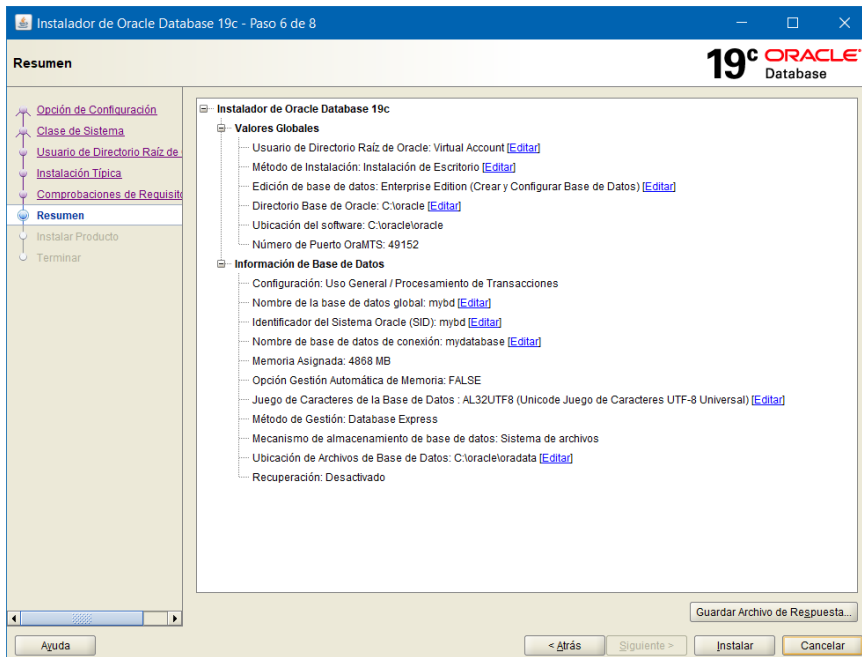 Instalador de Oracle Database 19c - Paso 6 de 8
Resumen
19c ORACLE
Database
Opción de Configuración
Clase de Sistema
Usuario de Directorio Raíz de
Instalación Típica
Comprobaciones de Requisito
Resumen
Instalar Producto
Terminar
Instalador de Oracle Database 19c
Valores Globales
Usuario de Directorio Raíz de Oracle: Virtual Account [Editar]
Método de Instalación: Instalación de Escritorio [Editar]
Edición de base de datos: Enterprise Edition (Crear y Configurar Base de Datos) [Editar]
Directorio Base de Oracle: C:\oracle [Editar]
Ubicación del software: C:\oracle\oracle
Número de Puerto OraMTS: 49152
Información de Base de Datos
Configuración: Uso General / Procesamiento de Transacciones
Nombre de la base de datos global: mybd [Editar]
Identificador del Sistema Oracle (SID): mybd [Editar]
Nombre de base de datos de conexión: mydatabase [Editar]
Memoria Asignada: 4868 MB
Opción Gestión Automática de Memoria: FALSE
Juego de Caracteres de la Base de Datos : AL32UTF8 (Unicode Juego de Caracteres UTF-8 Universal) [Editar]
Método de Gestión: Database Express
Mecanismo de almacenamiento de base de datos: Sistema de archivos
Ubicación de Archivos de Base de Datos: C:\oracle\oradata [Editar]
Recuperación: Desactivado
Guardar Archivo de Respuesta...
Ayuda
< Atrás
Siguiente >
Instalar
Cancelar